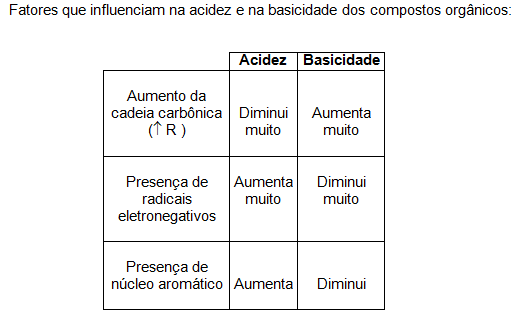 Fatores que influenciam na acidez e na basicidade dos compostos orgânicos:
Acidez Basicidade
Aumento da
cadeia carbônica
(↑ R )
Diminui
muito
Aumenta
muito
Presença de
radicais
eletronegativos
Aumenta
muito
Diminui
muito
Presença de
núcleo aromático
Aumenta
Diminui